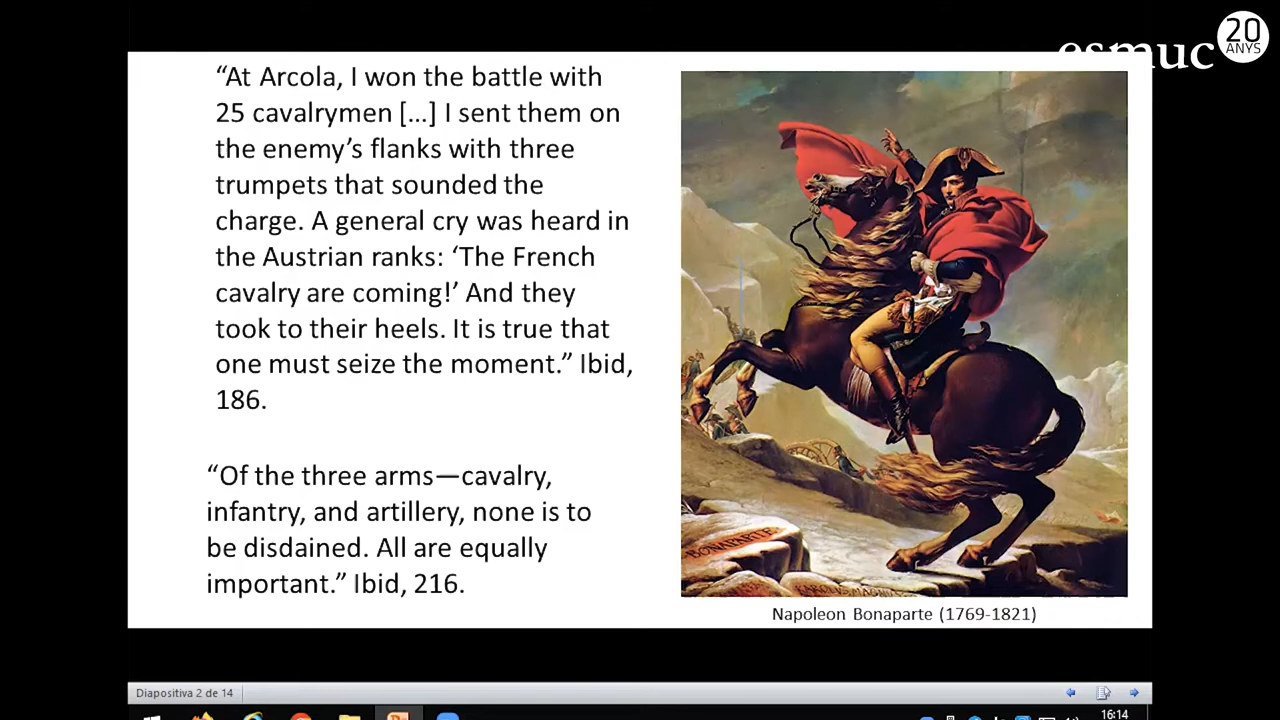 20
ANYS
esmuc
“At Arcola, I won the battle with
25 cavalrymen […] I sent them on
the enemy’s flanks with three
trumpets that sounded the
charge. A general cry was heard in
the Austrian ranks: ‘The French
cavalry are coming!’ And they
took to their heels. It is true that
one must seize the moment.” Ibid,
186.
“Of the three arms—cavalry,
infantry, and artillery, none is to
be disdained. All are equally
important.” Ibid, 216.
BONAPARTE
Napoleon Bonaparte (1769-1821)
Diapositiva 2 de 14
16:14